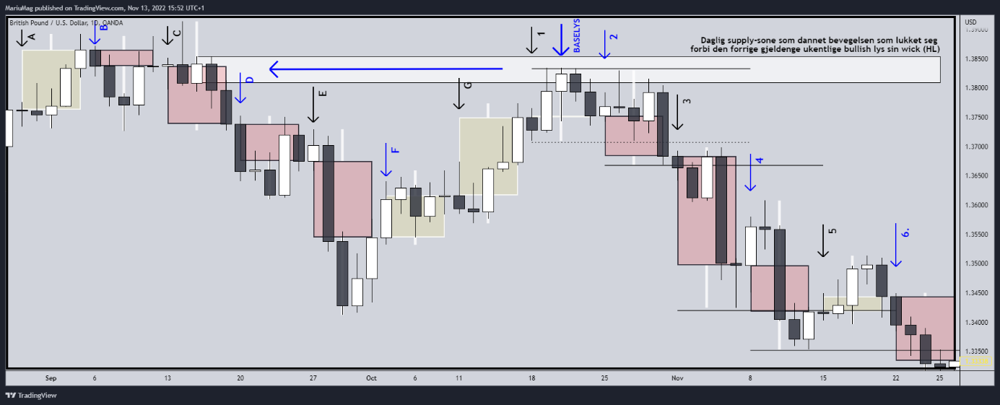 MariuMag published on TradingView.com, Nov 13, 2022 15:52 UTC+1
British Pound / U.S. Dollar, 1D, OANDA
USD
A
B
C
D
E
F
G
1
BASELYS
2
3
4
5
6.
Daglig supply-sone som dannet bevegelsen som lukket seg
forbi den forrige gjeldenge ukentlige bullish lys sin wick (HL)
1.39000
1.38500
1.38000
1.37500
1.37000
1.36500
1.36000
1.35500
1.35000
1.34500
1.34000
1.33500
Sep
6
13
20
27
Oct
6
11
18
25
Nov
8
15
22
25
TradingView